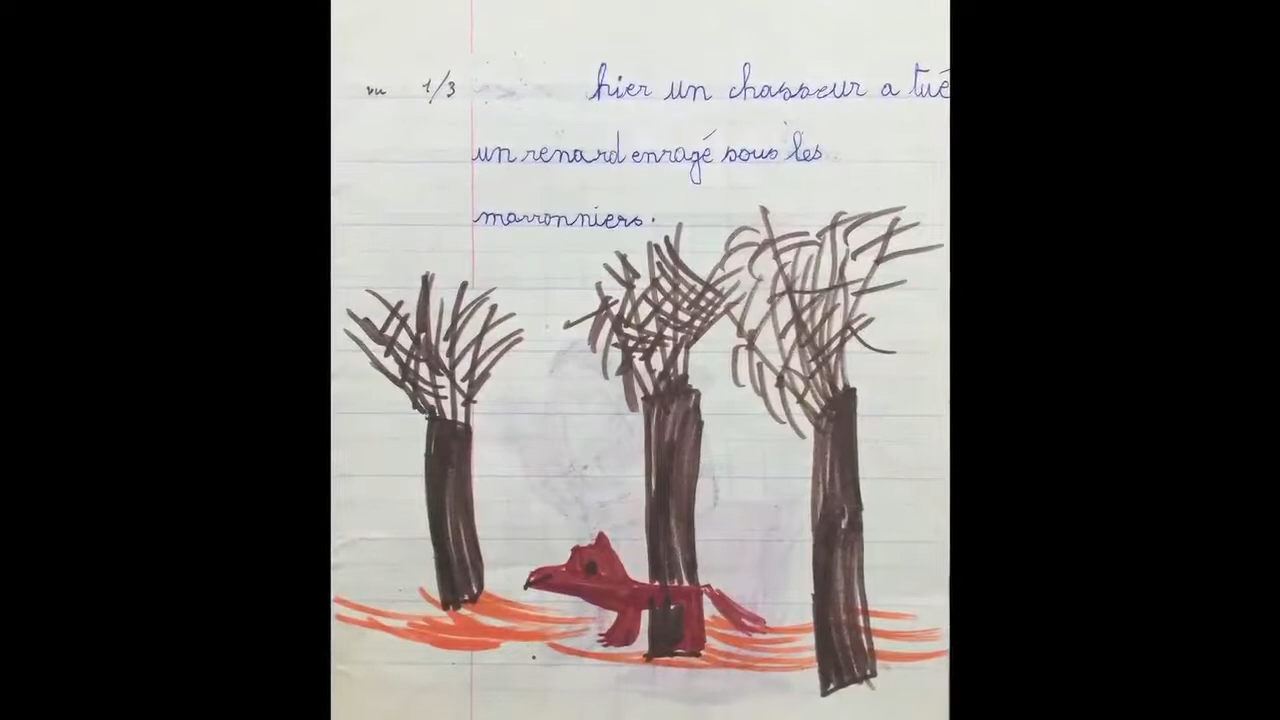 vu 1/3 hier un chasseur a tué
un renard enragé sous les
marronniers.